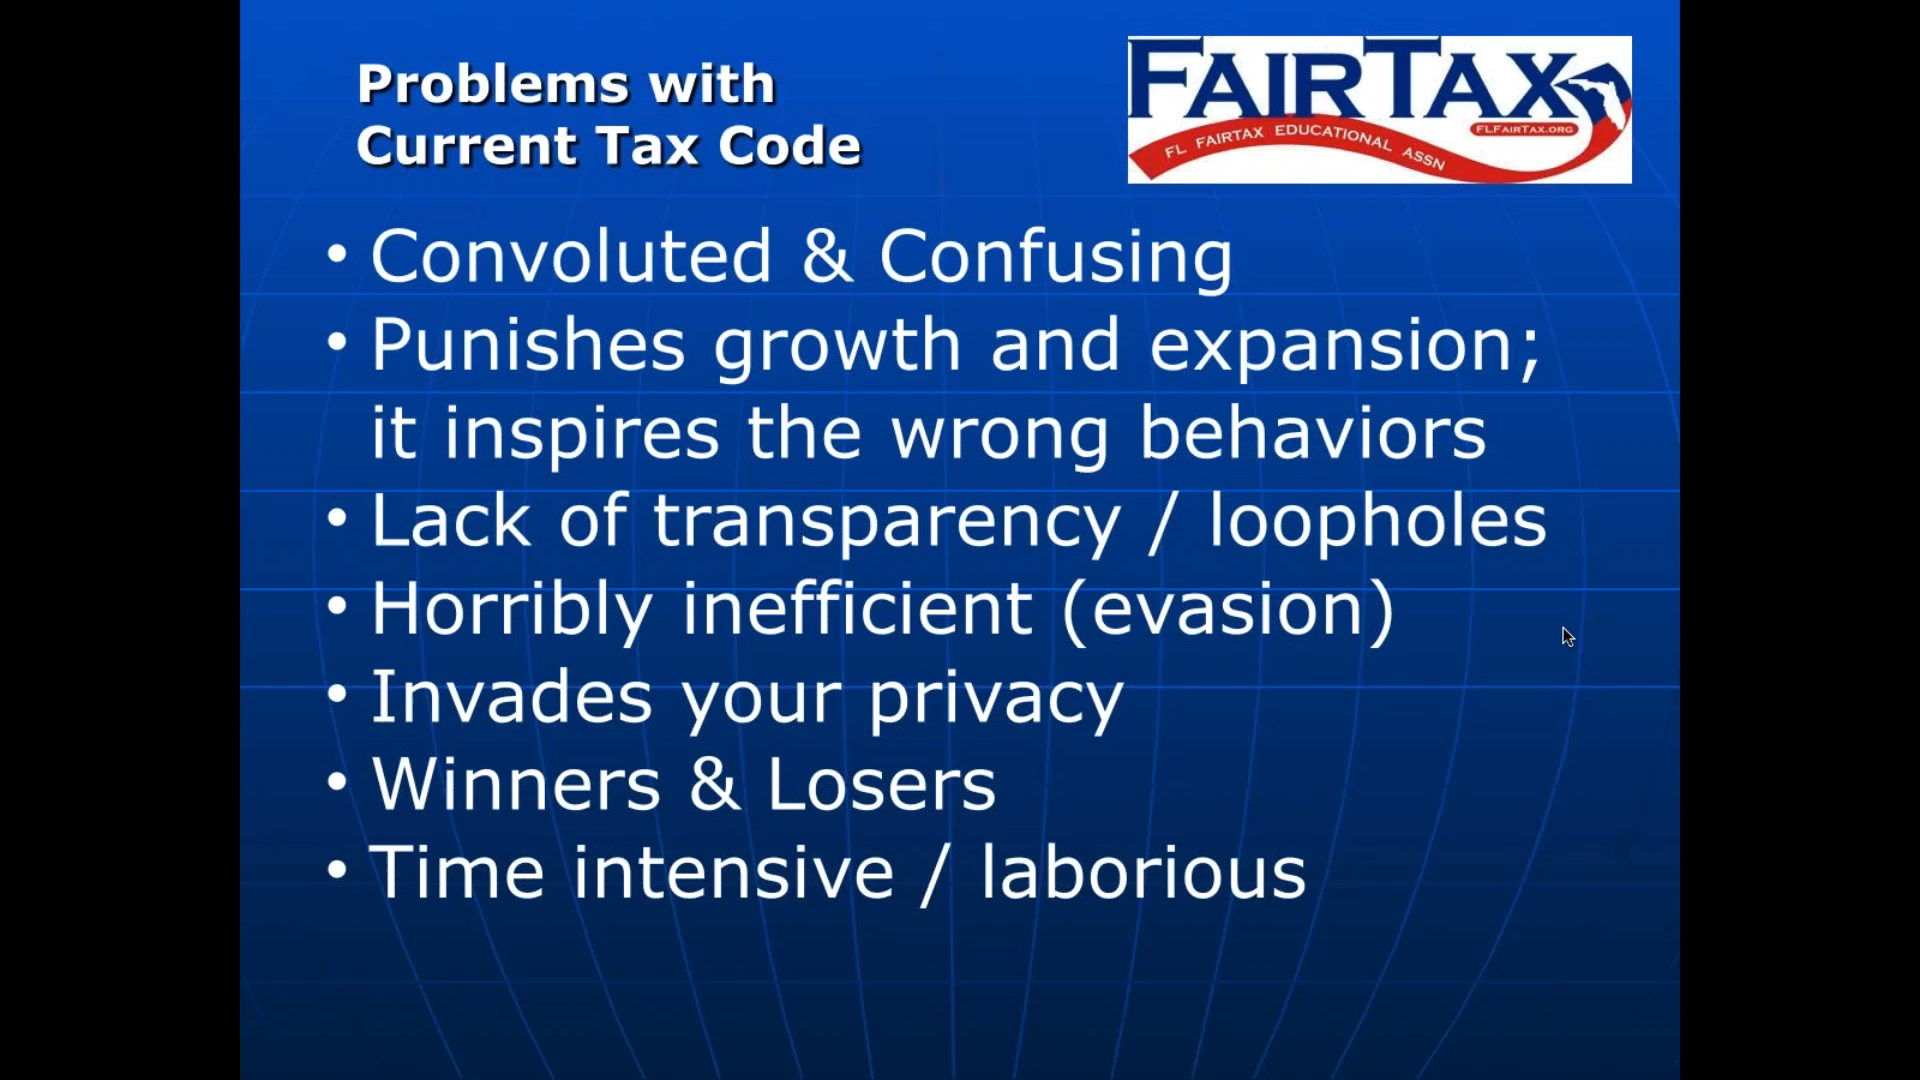 Problems with
Current Tax Code
FAIRTAX
FLFAIRTAX.ORG
FL FAIRTAX EDUCATIONAL ASSN
• Convoluted & Confusing
• Punishes growth and expansion;
it inspires the wrong behaviors
• Lack of transparency / loopholes
• Horribly inefficient (evasion)
• Invades your privacy
• Winners & Losers
• Time intensive / laborious